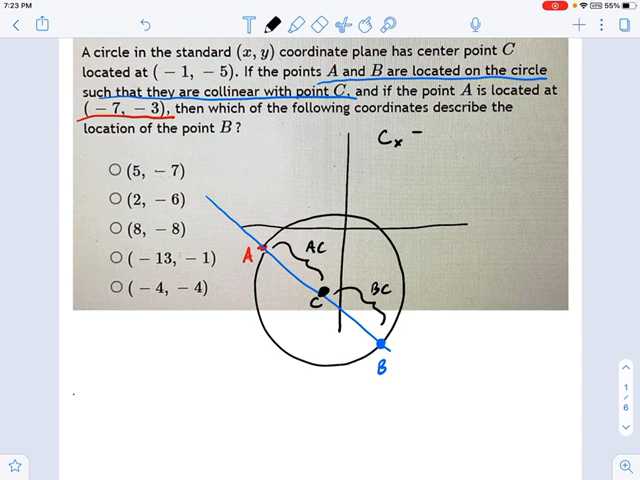 7:23 PM
VPN 55%
T
A circle in the standard (x, y) coordinate plane has center point C
located at (−1, −5). If the points A and B are located on the circle
such that they are collinear with point C, and if the point A is located at
(−7, −3), then which of the following coordinates describe the
location of the point B?
Cx −
(5, −7)
(2, −6)
(8, −8)
(−13, −1)
(−4, −4)
A
AC
C
BC
B
1
/
6